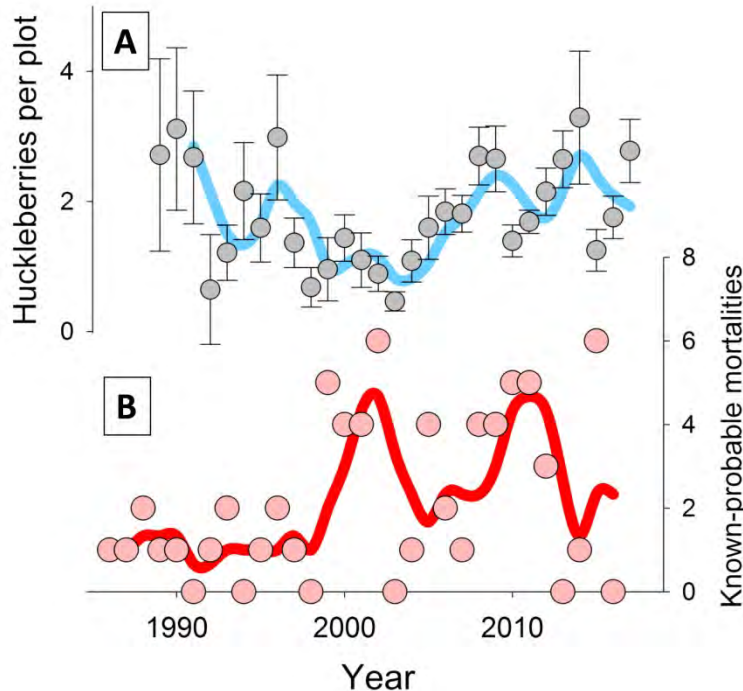 A
Huckleberries per plot
4
2
0
B
8
6
4
2
0
Known-probable mortalities
1990 2000 2010
Year